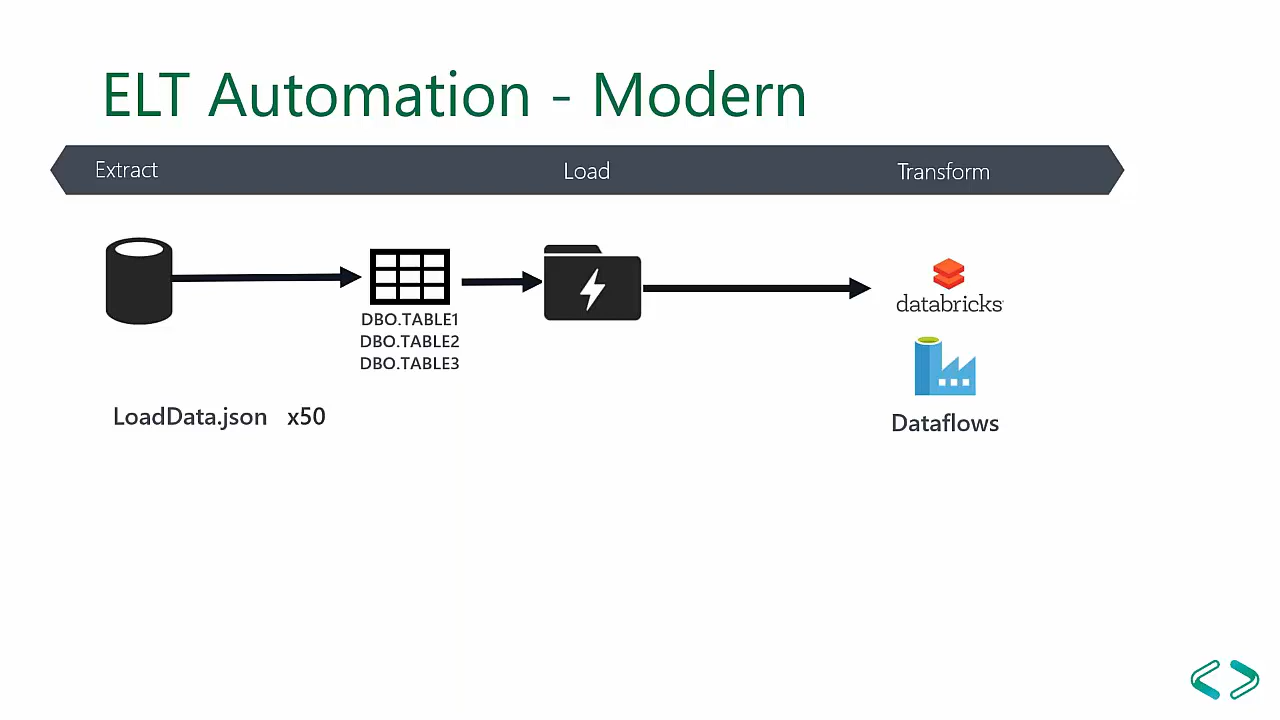 ELT Automation - Modern
Extract
Load
Transform
DBO.TABLE1
DBO.TABLE2
DBO.TABLE3
databricks
LoadData.json x50
Dataflows